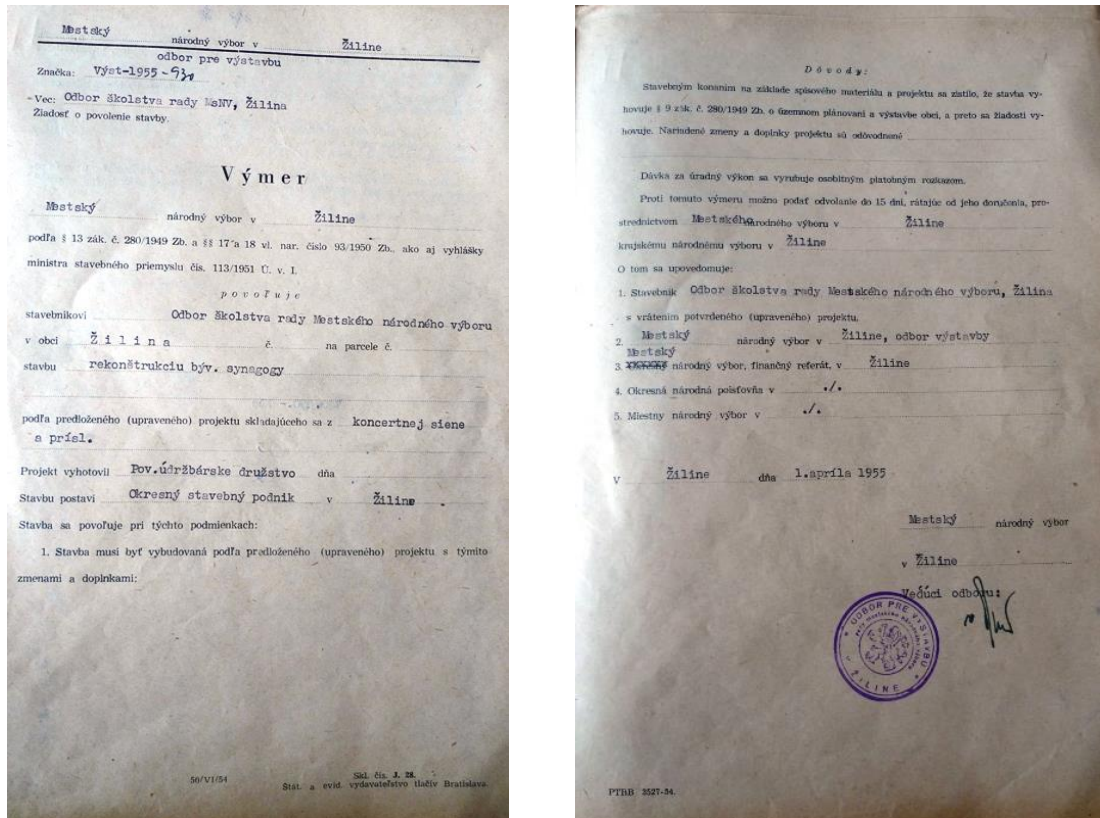 Mestský národný výbor v Žiline
odbor pre výstavbu
Značka: Výst-1955 - 930
Vec: Odbor školstva rady MsNV, Žilina
Žiadosť o povolenie stavby.
Výmer
Mestský národný výbor v Žiline
podľa § 13 zák. č. 280/1949 Zb. a §§ 17 a 18 vl. nar. číslo 93/1950 Zb., ako aj vyhlášky
ministra stavebného priemyslu čís. 113/1951 Ú. v. I.
povoľuje
stavebníkovi Odbor školstva rady Mestského národného výboru
v obci Žilina č. na parcele č.
stavbu rekonštrukciu býv. synagogy
podľa predloženého (upraveného) projektu skladajúceho sa z koncertnej siene
a prísl.
Projekt vyhotovil Pov.údržbárske družstvo dňa
Stavbu postaví Okresný stavebný podnik v Žiline .
Stavba sa povoľuje pri týchto podmienkach:
1. Stavba musí byť vybudovaná podľa predloženého (upraveného) projektu s týmito
zmenami a doplnkami:
50/VI/54
Skl. čís. J. 28.
Štát. a evid. vydavateľstvo tlačív Bratislava.
Dôvody:
Stavebným konaním na základe spisového materiálu a projektu sa zistilo, že stavba vy-
hovuje § 9 zák. č. 280/1949 Zb. o územnom plánovaní a výstavbe obcí, a preto sa žiadosti vy-
hovuje. Nariadené zmeny a doplnky projektu sú odôvodnené
Dávka za úradný výkon sa vyrubuje osobitným platobným rozkazom.
Proti tomuto výmeru možno podať odvolanie do 15 dní, rátajúc od jeho doručenia, pro-
stredníctvom Mestského národného výboru v Žiline
krajskému národnému výboru v Žiline
O tom sa upovedomuje:
1. Stavebník Odbor školstva rady Mestského národného výboru, Žilina
s vrátením potvrdeného (upraveného) projektu.
2. Mestský národný výbor v Žiline, odbor výstavby
Mestský
3. národný výbor, finančný referát, v Žiline
4. Okresná národná poisťovňa v ./.
5. Miestny národný výbor v ./.
V Žiline dňa 1.apríla 1955
Mestský národný výbor
v Žiline
Vedúci odboru:
ODBOR PRE VÝSTAVBU
V ŽILINE
PTBB 3527-54.